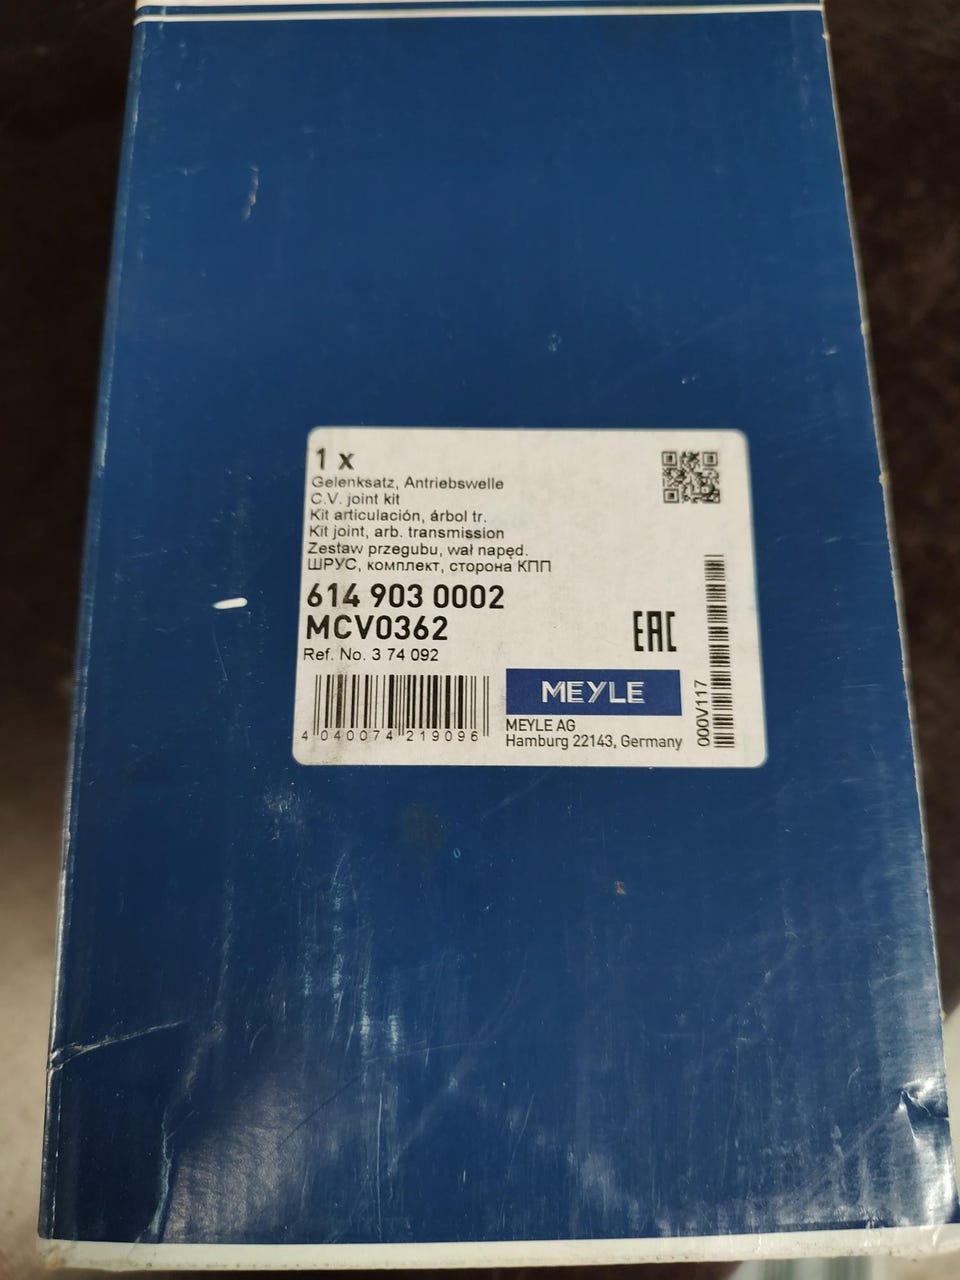 1 x
Gelenksatz, Antriebswelle
C.V. joint kit
Kit articulación, árbol tr.
Kit joint, arb. transmission
Zestaw przegubu, wał napęd.
ШРУС, комплект, сторона КПП
614 903 0002
MCV0362
EAC
Ref. No. 3 74 092
MEYLE
MEYLE AG
Hamburg 22143, Germany
4 040074 219096
000V117